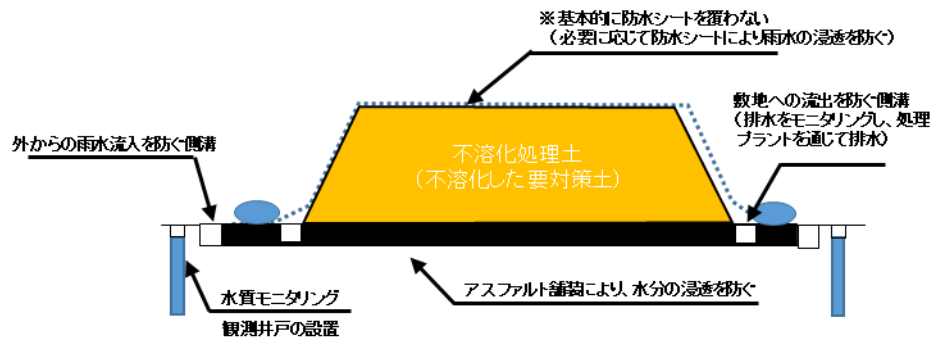 ※基本的に防水シートを覆わない
(必要に応じて防水シートにより雨水の浸透を防ぐ)
敷地への流出を防ぐ側溝
(排水をモニタリングし、処理
プラントを通じて排水)
外からの雨水流入を防ぐ側溝
不溶化処理土
(不溶化した要対策土)
アスファルト舗装により、水分の浸透を防ぐ
水質モニタリング
観測井戸の設置